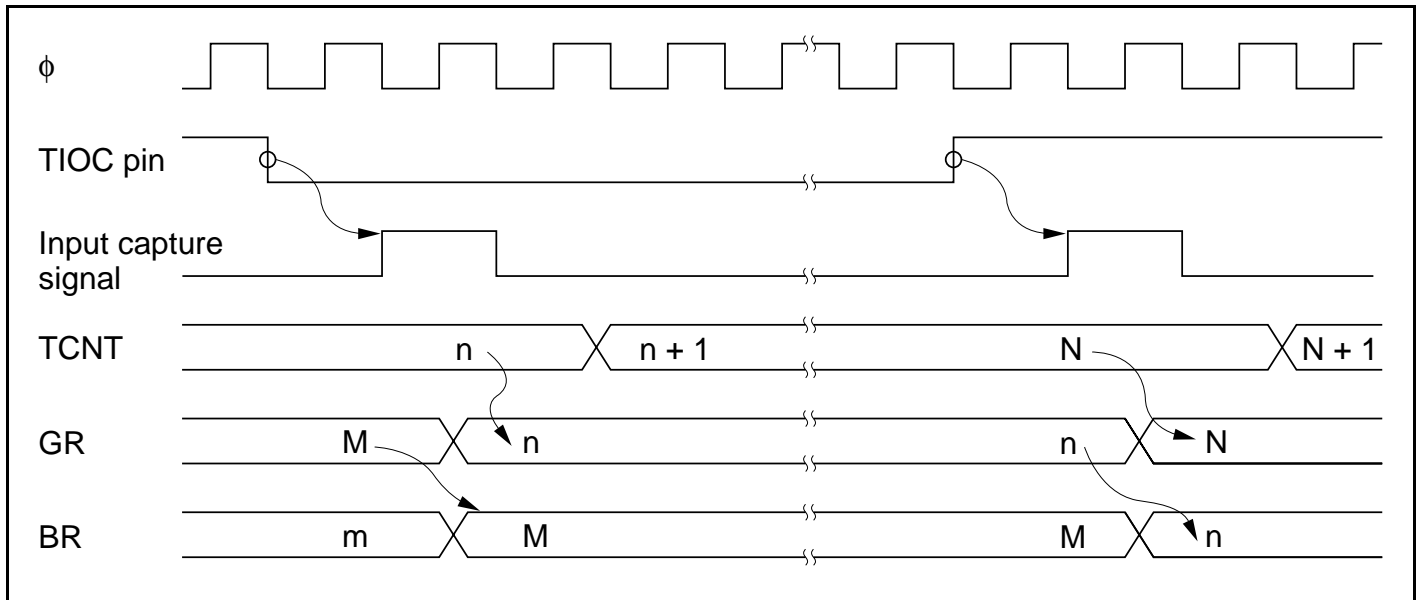 ϕ
TIOC pin
Input capture
signal
TCNT n n + 1 N N + 1
GR M n n N
BR m M M n